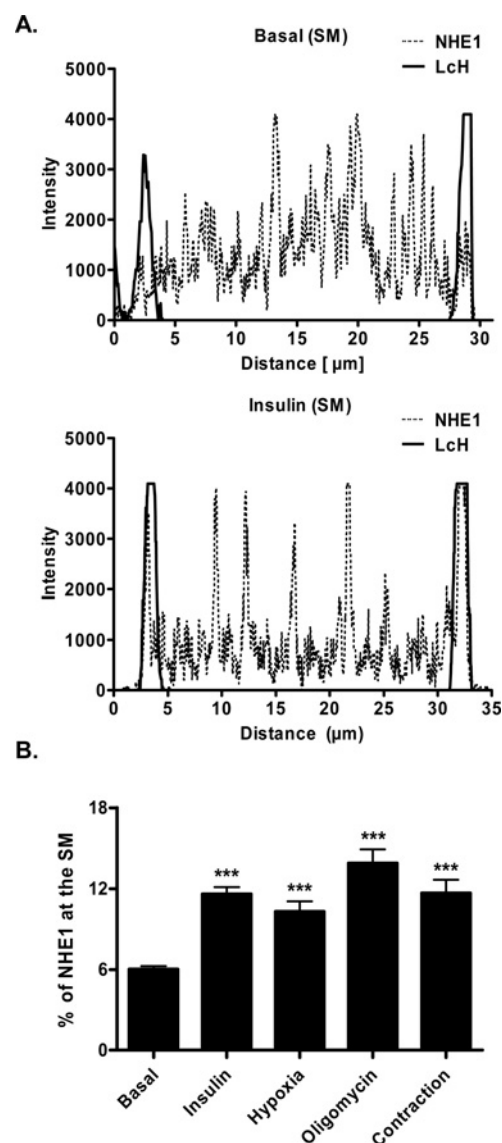 A.
Basal (SM)
NHE1
LcH
5000
4000
3000
2000
1000
0
Intensity
0 5 10 15 20 25 30
Distance [ µm]
Insulin (SM)
NHE1
LcH
5000
4000
3000
2000
1000
0
Intensity
0 5 10 15 20 25 30 35
Distance (µm)
B.
18
12
6
0
% of NHE1 at the SM
*** *** *** ***
Basal Insulin Hypoxia Oligomycin Contraction